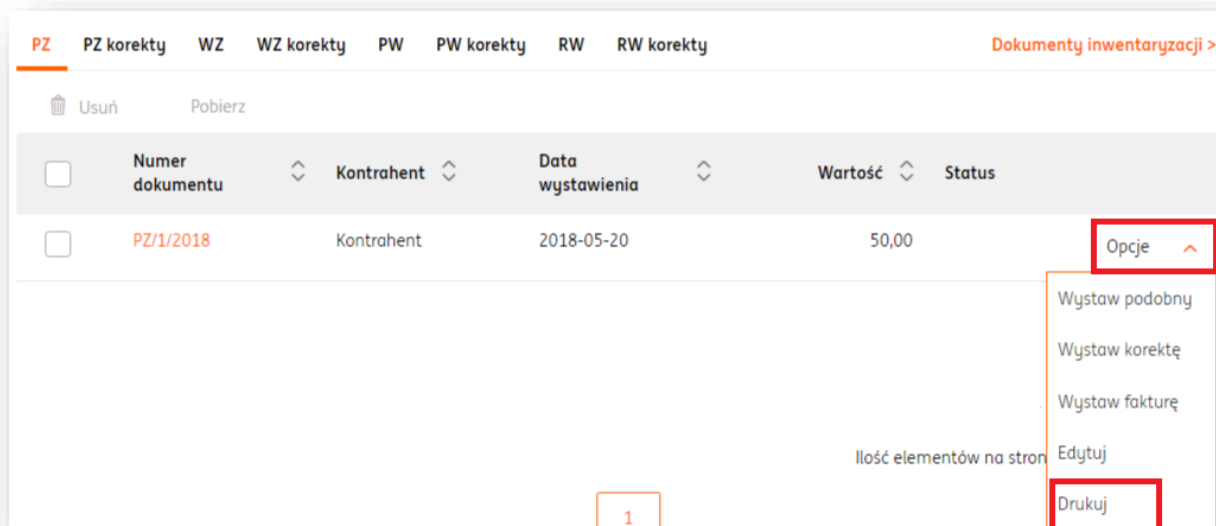 PZ PZ korekty WZ WZ korekty PW PW korekty RW RW korekty Dokumenty inwentaryzacji >
Usuń Pobierz
Numer dokumentu Kontrahent Data wystawienia Wartość Status
PZ/1/2018 Kontrahent 2018-05-20 50,00 Opcje
Wystaw podobny
Wystaw korektę
Wystaw fakturę
Ilość elementów na stron Edytuj
Drukuj
1